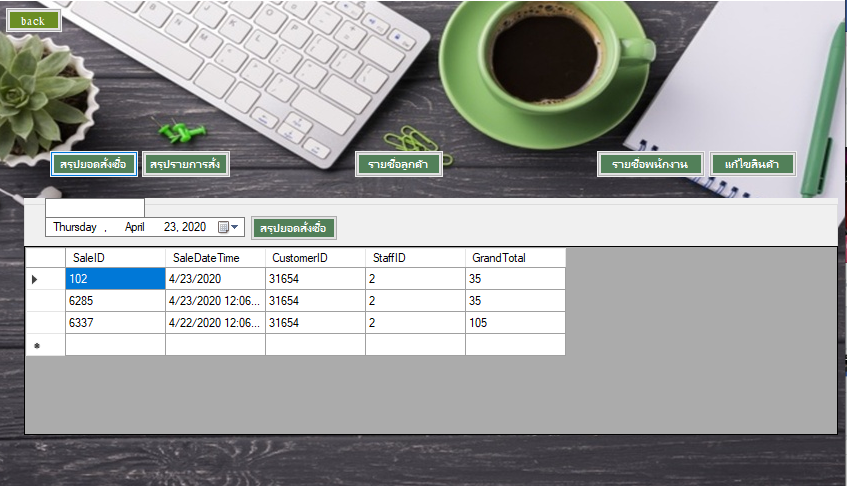 back
สรุปยอดสั่งซื้อ สรุปรายการสั่ง รายชื่อลูกค้า รายชื่อพนักงาน แก้ไขสินค้า
Thursday , April 23, 2020 สรุปยอดสั่งซื้อ
SaleID SaleDateTime CustomerID StaffID GrandTotal
102 4/23/2020 31654 2 35
6285 4/23/2020 12:06... 31654 2 35
6337 4/22/2020 12:06... 31654 2 105